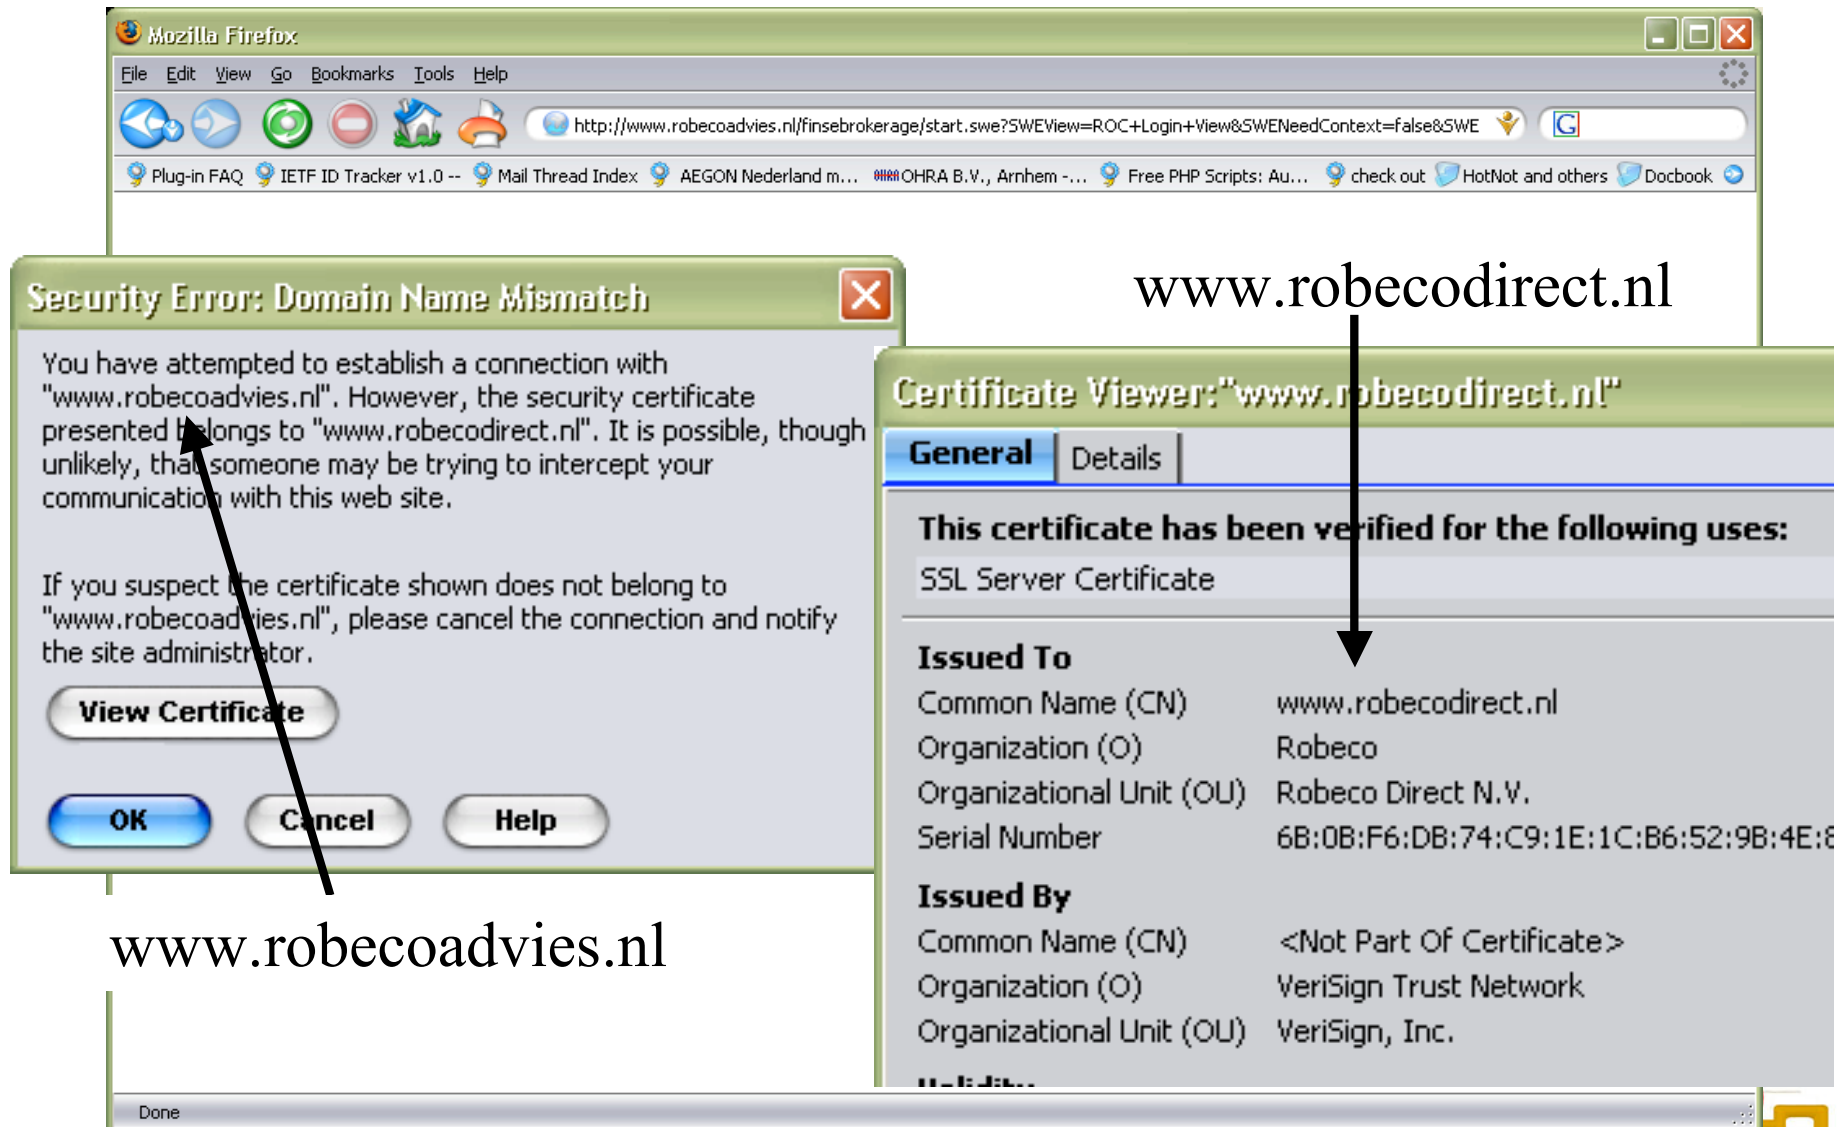 Mozilla Firefox
File Edit View Go Bookmarks Tools Help
http://www.robecoadvies.nl/finsebrokerage/start.swe?SWEView=ROC+Login+View&SWENeedContext=false&SWE
G
Plug-in FAQ IETF ID Tracker v1.0 -- Mail Thread Index AEGON Nederland m... OHRA OHRA B.V., Arnhem -... Free PHP Scripts: Au... check out HotNot and others Docbook
Security Error: Domain Name Mismatch
You have attempted to establish a connection with
"www.robecoadvies.nl". However, the security certificate
presented belongs to "www.robecodirect.nl". It is possible, though
unlikely, that someone may be trying to intercept your
communication with this web site.
If you suspect the certificate shown does not belong to
"www.robecoadvies.nl", please cancel the connection and notify
the site administrator.
View Certificate
OK Cancel Help
www.robecoadvies.nl
www.robecodirect.nl
Certificate Viewer:"www.robecodirect.nl"
General Details
This certificate has been verified for the following uses:
SSL Server Certificate
Issued To
Common Name (CN) www.robecodirect.nl
Organization (O) Robeco
Organizational Unit (OU) Robeco Direct N.V.
Serial Number 6B:0B:F6:DB:74:C9:1E:1C:B6:52:9B:4E:8
Issued By
Common Name (CN) <Not Part Of Certificate>
Organization (O) VeriSign Trust Network
Organizational Unit (OU) VeriSign, Inc.
Validity
Done